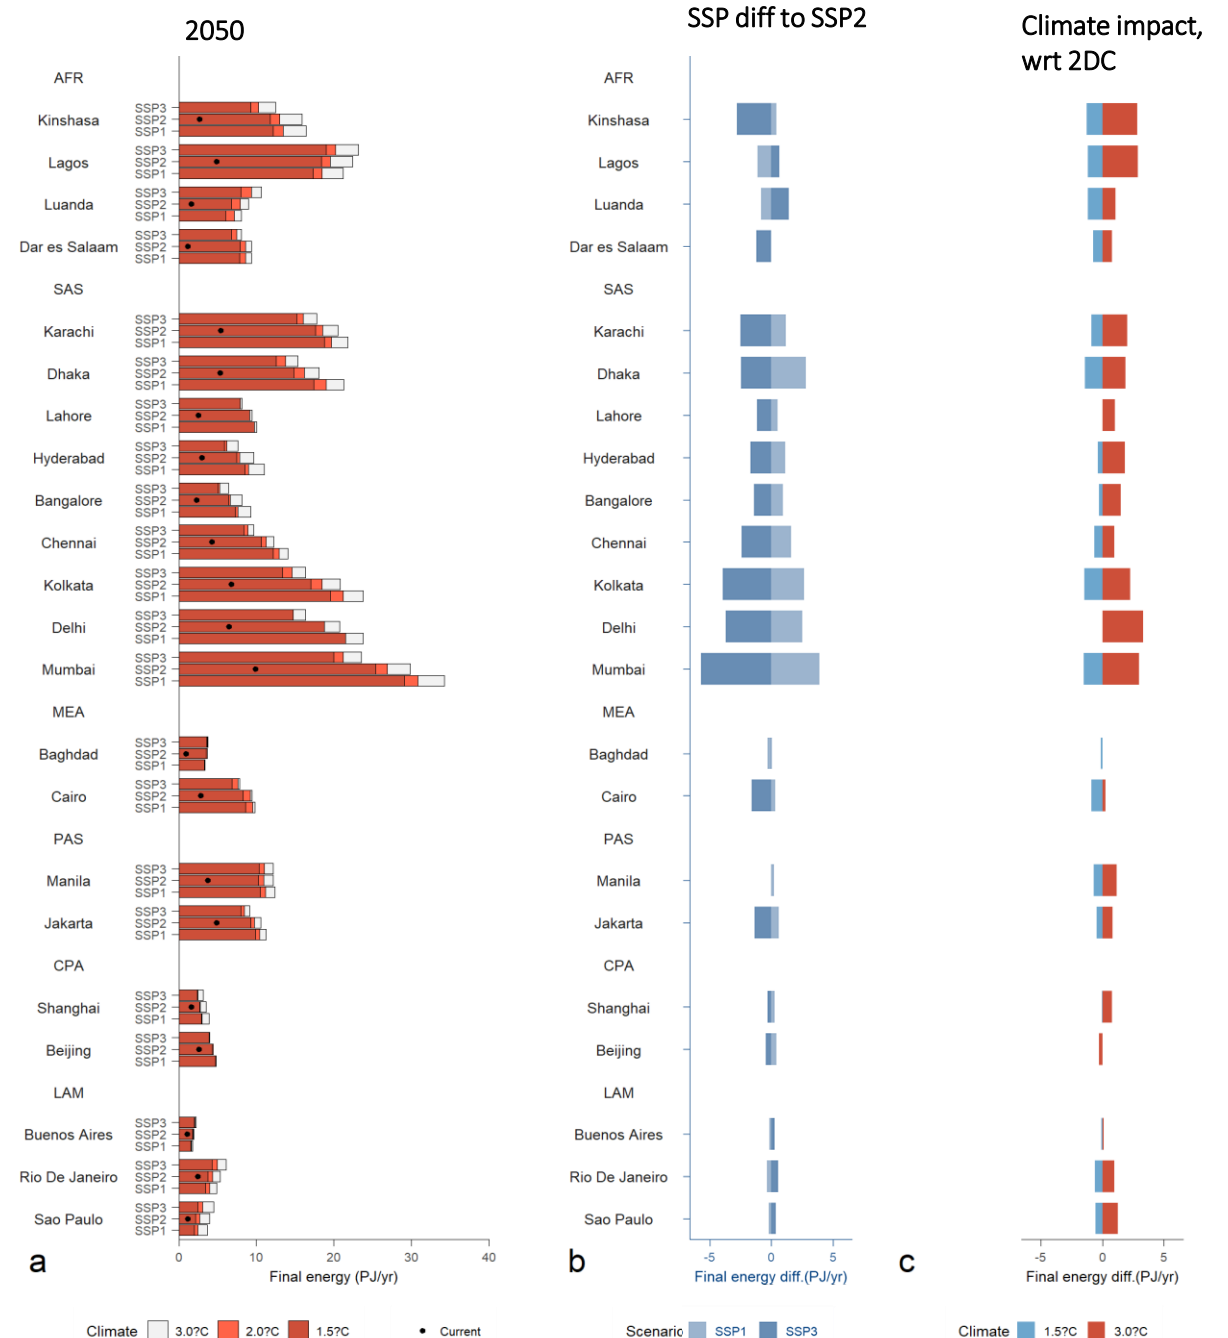 2050
SSP diff to SSP2
Climate impact,
wrt 2DC
AFR
Kinshasa
SSP3
SSP2
SSP1
Lagos
SSP3
SSP2
SSP1
Luanda
SSP3
SSP2
SSP1
Dar es Salaam
SSP3
SSP2
SSP1
SAS
Karachi
SSP3
SSP2
SSP1
Dhaka
SSP3
SSP2
SSP1
Lahore
SSP3
SSP2
SSP1
Hyderabad
SSP3
SSP2
SSP1
Bangalore
SSP3
SSP2
SSP1
Chennai
SSP3
SSP2
SSP1
Kolkata
SSP3
SSP2
SSP1
Delhi
SSP3
SSP2
SSP1
Mumbai
SSP3
SSP2
SSP1
MEA
Baghdad
SSP3
SSP2
SSP1
Cairo
SSP3
SSP2
SSP1
PAS
Manila
SSP3
SSP2
SSP1
Jakarta
SSP3
SSP2
SSP1
CPA
Shanghai
SSP3
SSP2
SSP1
Beijing
SSP3
SSP2
SSP1
LAM
Buenos Aires
SSP3
SSP2
SSP1
Rio De Janeiro
SSP3
SSP2
SSP1
Sao Paulo
SSP3
SSP2
SSP1
0 10 20 30 40
a
Final energy (PJ/yr)
Climate 3.0?C 2.0?C 1.5?C Current
AFR
Kinshasa
Lagos
Luanda
Dar es Salaam
SAS
Karachi
Dhaka
Lahore
Hyderabad
Bangalore
Chennai
Kolkata
Delhi
Mumbai
MEA
Baghdad
Cairo
PAS
Manila
Jakarta
CPA
Shanghai
Beijing
LAM
Buenos Aires
Rio De Janeiro
Sao Paulo
-5 0 5
b
Final energy diff.(PJ/yr)
Scenario SSP1 SSP3
-5 0 5
c
Final energy diff.(PJ/yr)
Climate 1.5?C 3.0?C